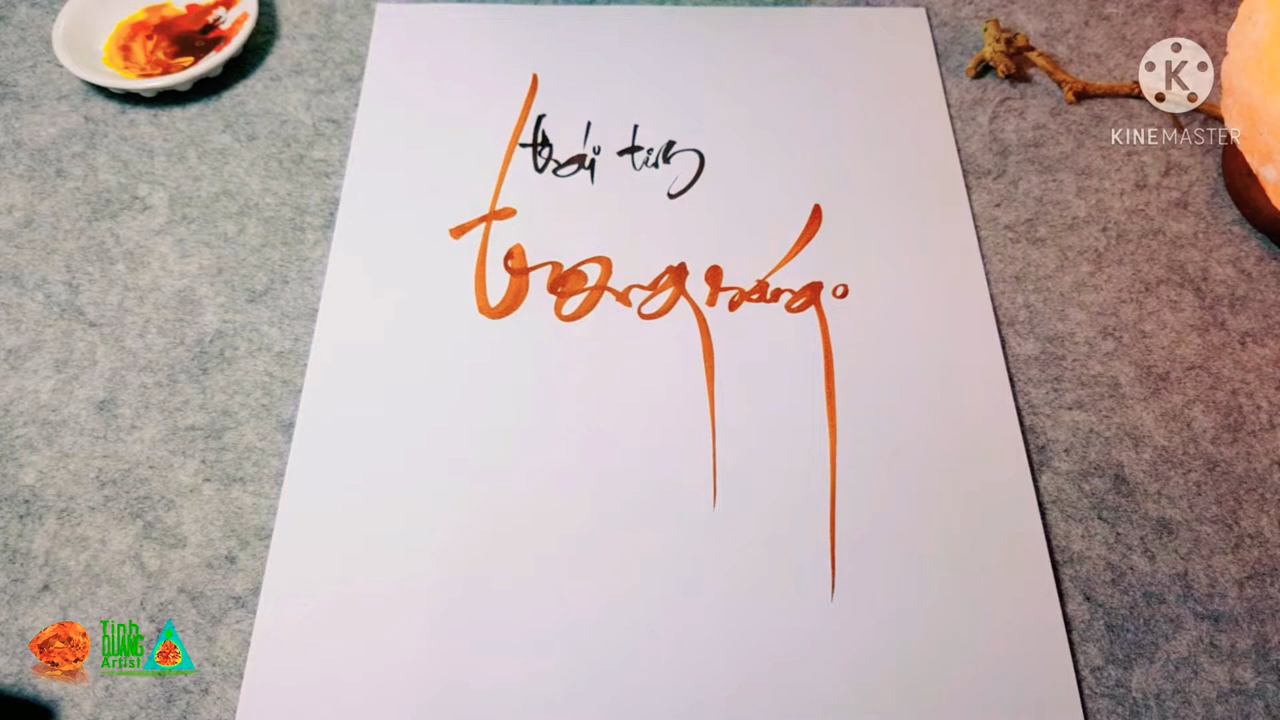 trái tim
trong sáng
KINEMASTER
Tinh
QUANG
Artist